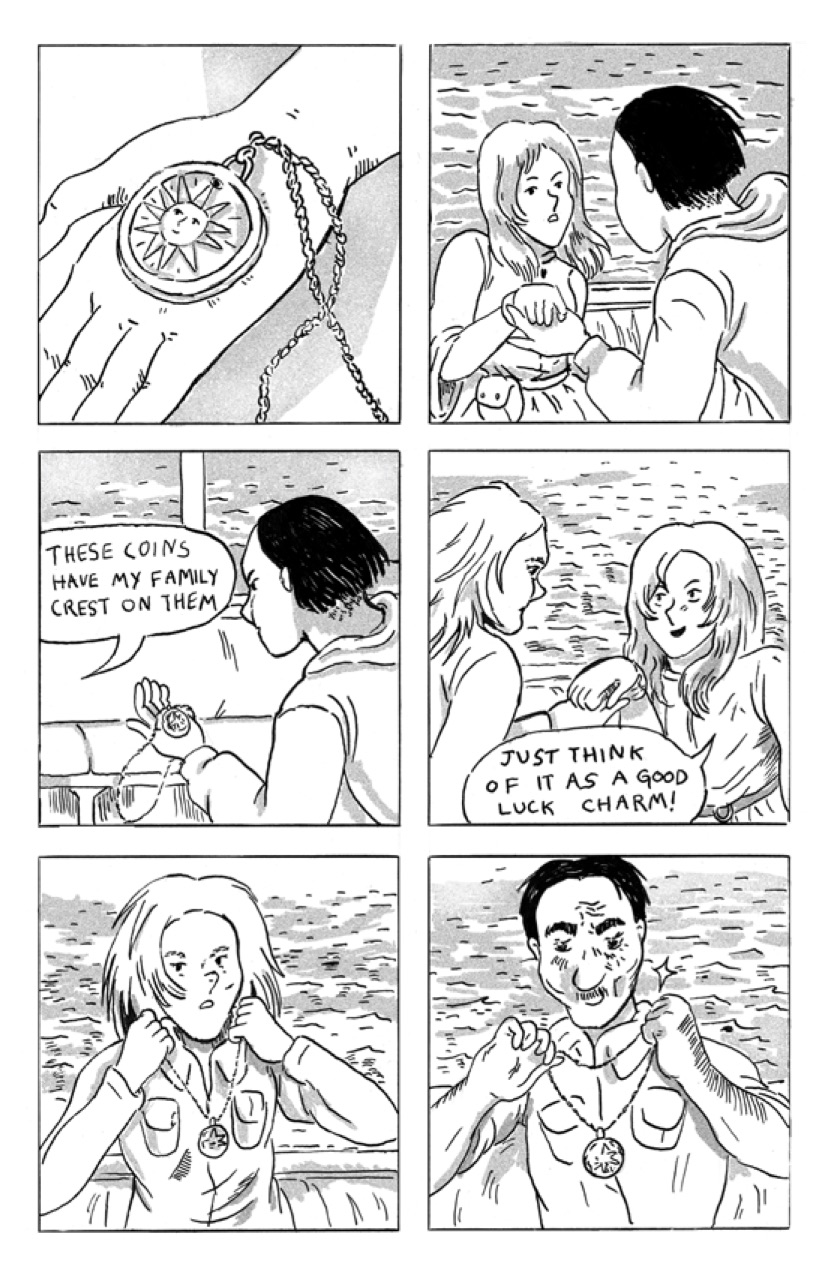 THESE COINS
HAVE MY FAMILY
CREST ON THEM
JUST THINK
OF IT AS A GOOD
LUCK CHARM!